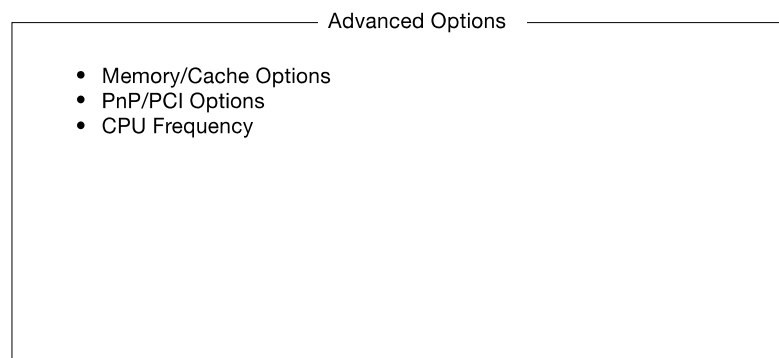 Advanced Options
• Memory/Cache Options
• PnP/PCI Options
• CPU Frequency